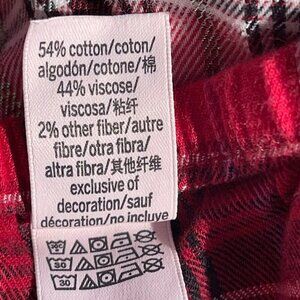 54% cotton/coton/
algodón/cotone/棉
44% viscose/
viscosa/粘纤
2% other fiber/autre
fibre/otra fibra/
altra fibra/其他纤维
exclusive of
decoration/sauf
décoration/no incluye
30